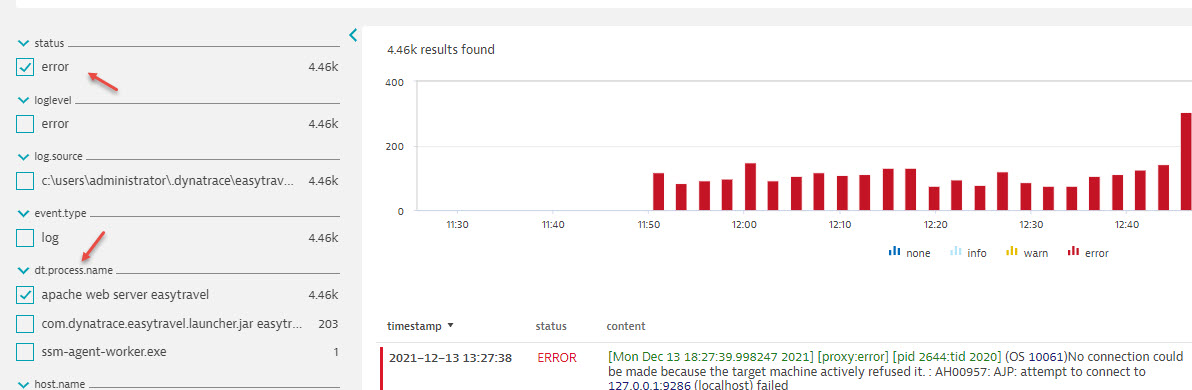 status
error 4.46k
loglevel
error 4.46k
log.source
c:\users\administrator\.dynatrace\easytrav... 4.46k
event.type
log 4.46k
dt.process.name
apache web server easytravel 4.46k
com.dynatrace.easytravel.launcher.jar easytr... 203
ssm-agent-worker.exe 1
host.name
4.46k results found
400
200
0
11:30 11:40 11:50 12:00 12:10 12:20 12:30 12:40
none info warn error
timestamp status content
2021–12–13 13:27:38 ERROR [Mon Dec 13 18:27:39.998247 2021] [proxy:error] [pid 2644:tid 2020] (OS 10061)No connection could
be made because the target machine actively refused it. : AH00957: AJP: attempt to connect to
127.0.0.1:9286 (localhost) failed